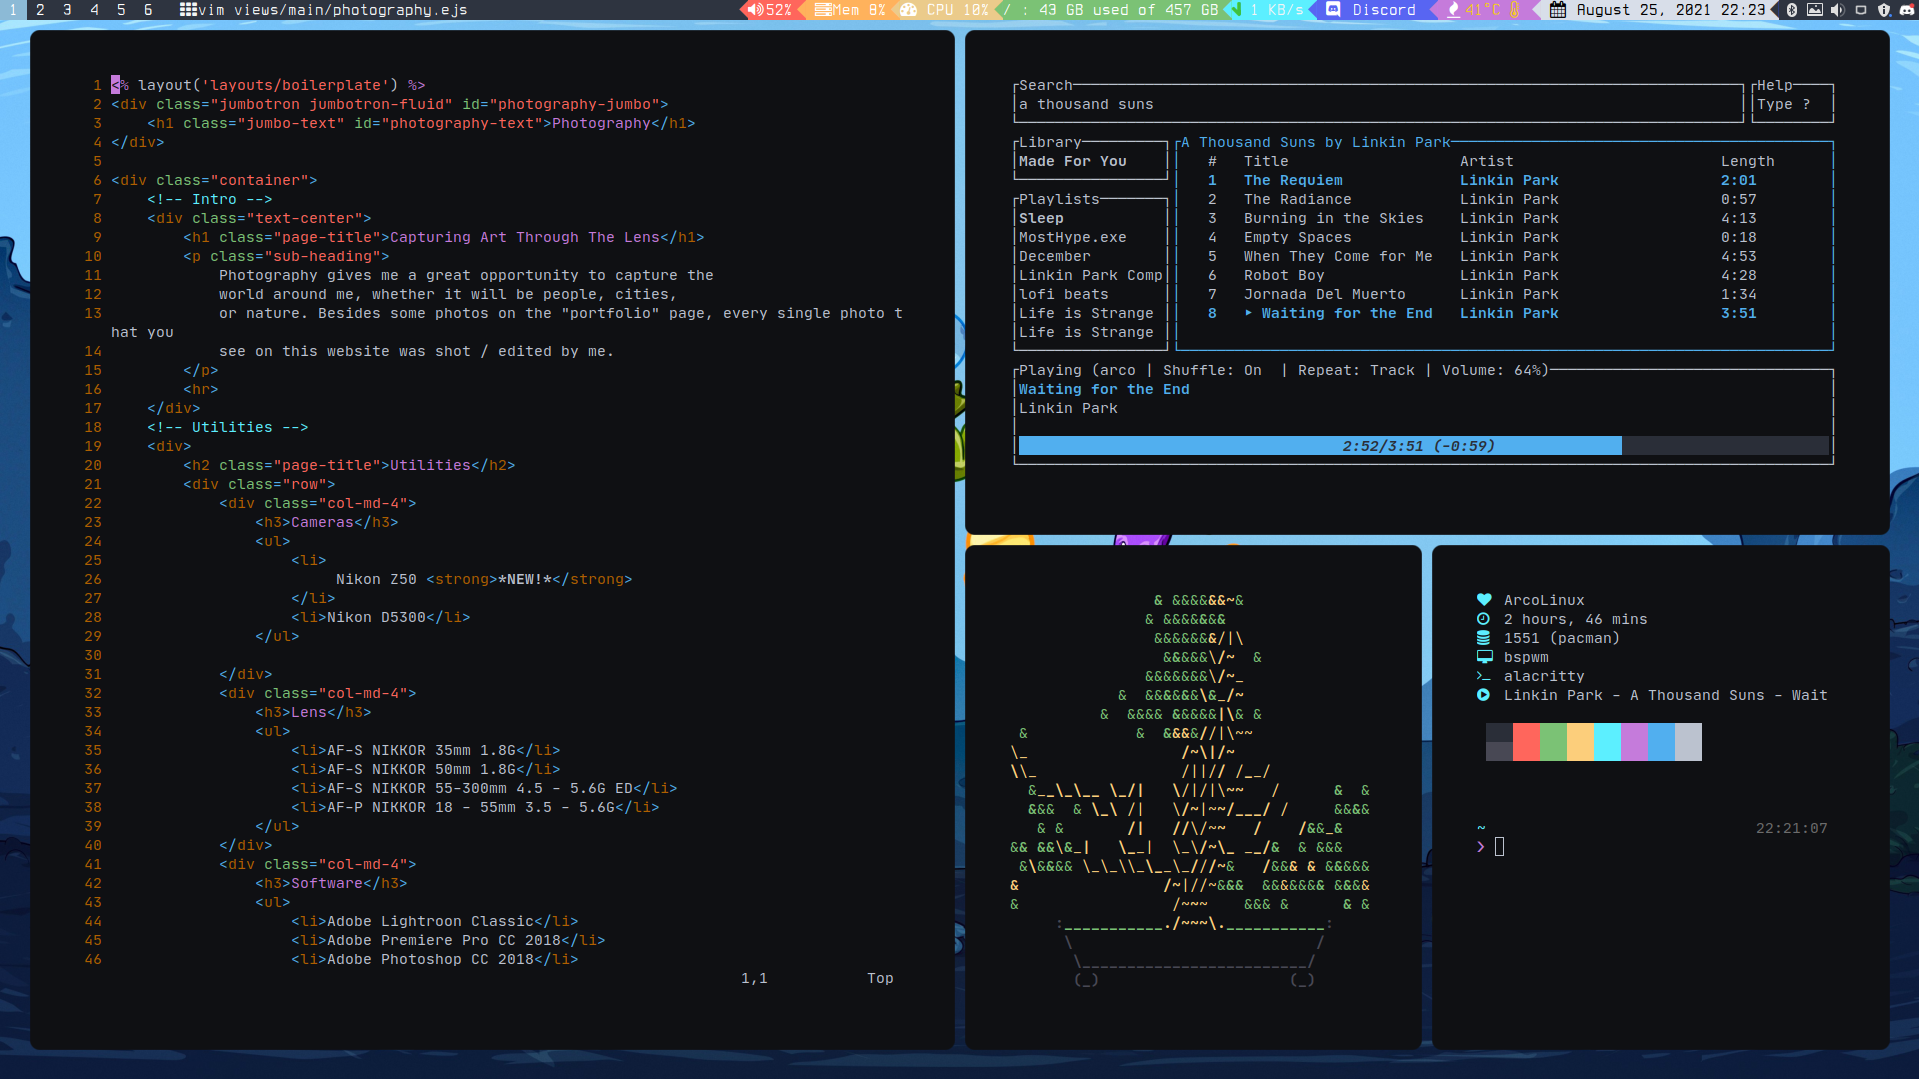 1 2 3 4 5 6 vim views/main/photography.ejs 52% Mem 8% CPU 10% / : 43 GB used of 457 GB 1 KB/s Discord 41°C August 25, 2021 22:23
1 <% layout('layouts/boilerplate') %>
2 <div class="jumbotron jumbotron-fluid" id="photography-jumbo">
3 <h1 class="jumbo-text" id="photography-text">Photography</h1>
4 </div>
5
6 <div class="container">
7 <!-- Intro -->
8 <div class="text-center">
9 <h1 class="page-title">Capturing Art Through The Lens</h1>
10 <p class="sub-heading">
11 Photography gives me a great opportunity to capture the
12 world around me, whether it will be people, cities,
13 or nature. Besides some photos on the "portfolio" page, every single photo t
hat you
14 see on this website was shot / edited by me.
15 </p>
16 <hr>
17 </div>
18 <!-- Utilities -->
19 <div>
20 <h2 class="page-title">Utilities</h2>
21 <div class="row">
22 <div class="col-md-4">
23 <h3>Cameras</h3>
24 <ul>
25 <li>
26 Nikon Z50 <strong>*NEW!*</strong>
27 </li>
28 <li>Nikon D5300</li>
29 </ul>
30
31 </div>
32 <div class="col-md-4">
33 <h3>Lens</h3>
34 <ul>
35 <li>AF-S NIKKOR 35mm 1.8G</li>
36 <li>AF-S NIKKOR 50mm 1.8G</li>
37 <li>AF-S NIKKOR 55-300mm 4.5 - 5.6G ED</li>
38 <li>AF-P NIKKOR 18 - 55mm 3.5 - 5.6G</li>
39 </ul>
40 </div>
41 <div class="col-md-4">
42 <h3>Software</h3>
43 <ul>
44 <li>Adobe Lightroon Classic</li>
45 <li>Adobe Premiere Pro CC 2018</li>
46 <li>Adobe Photoshop CC 2018</li>
1,1 Top
Search Help
a thousand suns Type ?
Library
Made For You
Playlists
Sleep
MostHype.exe
December
Linkin Park Comp
lofi beats
Life is Strange
Life is Strange
A Thousand Suns by Linkin Park
# Title Artist Length
1 The Requiem Linkin Park 2:01
2 The Radiance Linkin Park 0:57
3 Burning in the Skies Linkin Park 4:13
4 Empty Spaces Linkin Park 0:18
5 When They Come for Me Linkin Park 4:53
6 Robot Boy Linkin Park 4:28
7 Jornada Del Muerto Linkin Park 1:34
8 ▸ Waiting for the End Linkin Park 3:51
Playing (arco | Shuffle: On | Repeat: Track | Volume: 64%)
Waiting for the End
Linkin Park
2:52/3:51 (-0:59)
ArcoLinux
2 hours, 46 mins
1551 (pacman)
bspwm
alacritty
Linkin Park - A Thousand Suns - Wait
~ 22:21:07
❯